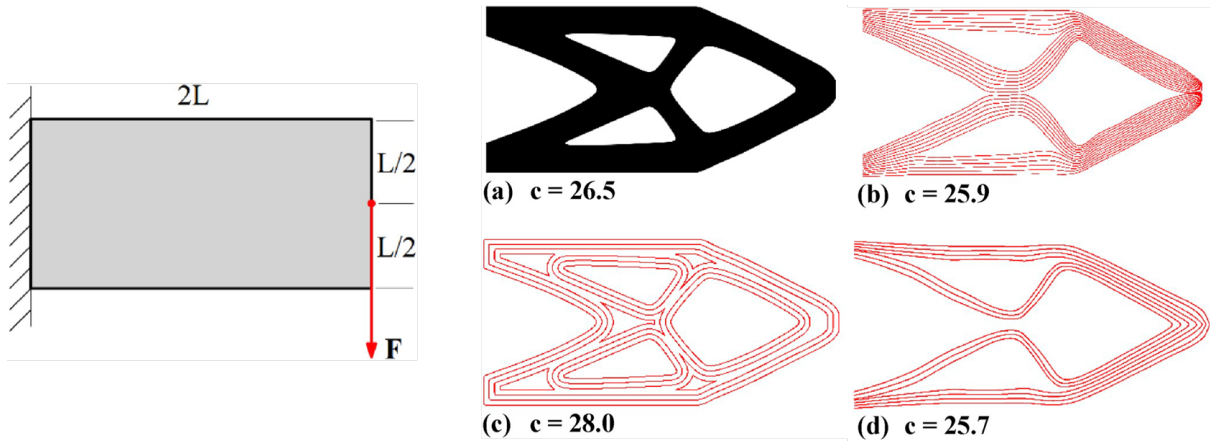 2L
L/2
L/2
F
(a) c = 26.5
(b) c = 25.9
(c) c = 28.0
(d) c = 25.7